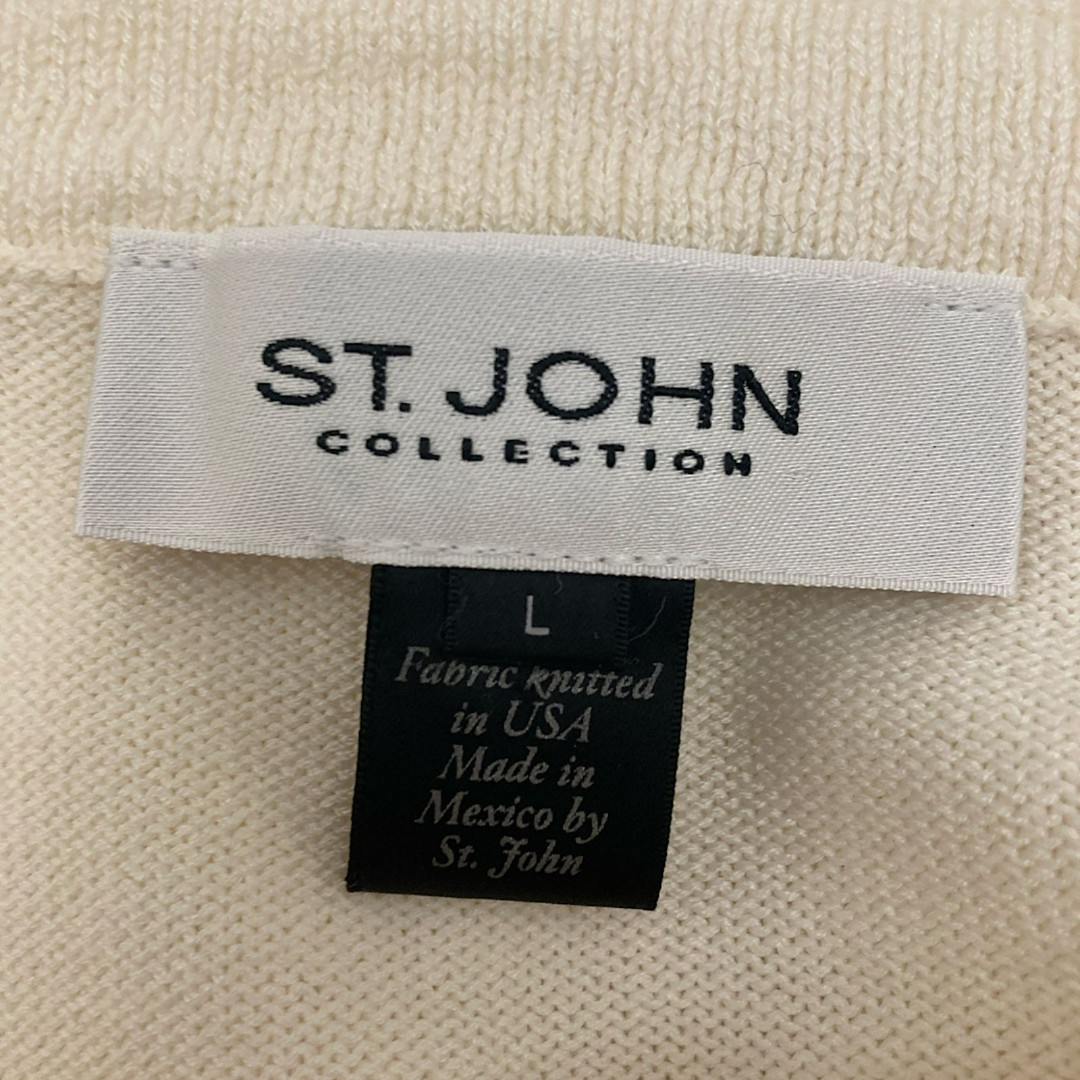 ST. JOHN
COLLECTION
L
Fabric knitted
in USA
Made in
Mexico by
St. John